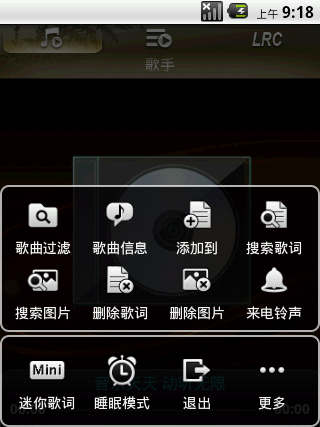 上午 9:18
LRC
歌手
歌曲过滤 歌曲信息 添加到 搜索歌词
搜索图片 删除歌词 删除图片 来电铃声
Mini
迷你歌词 睡眠模式 退出 更多